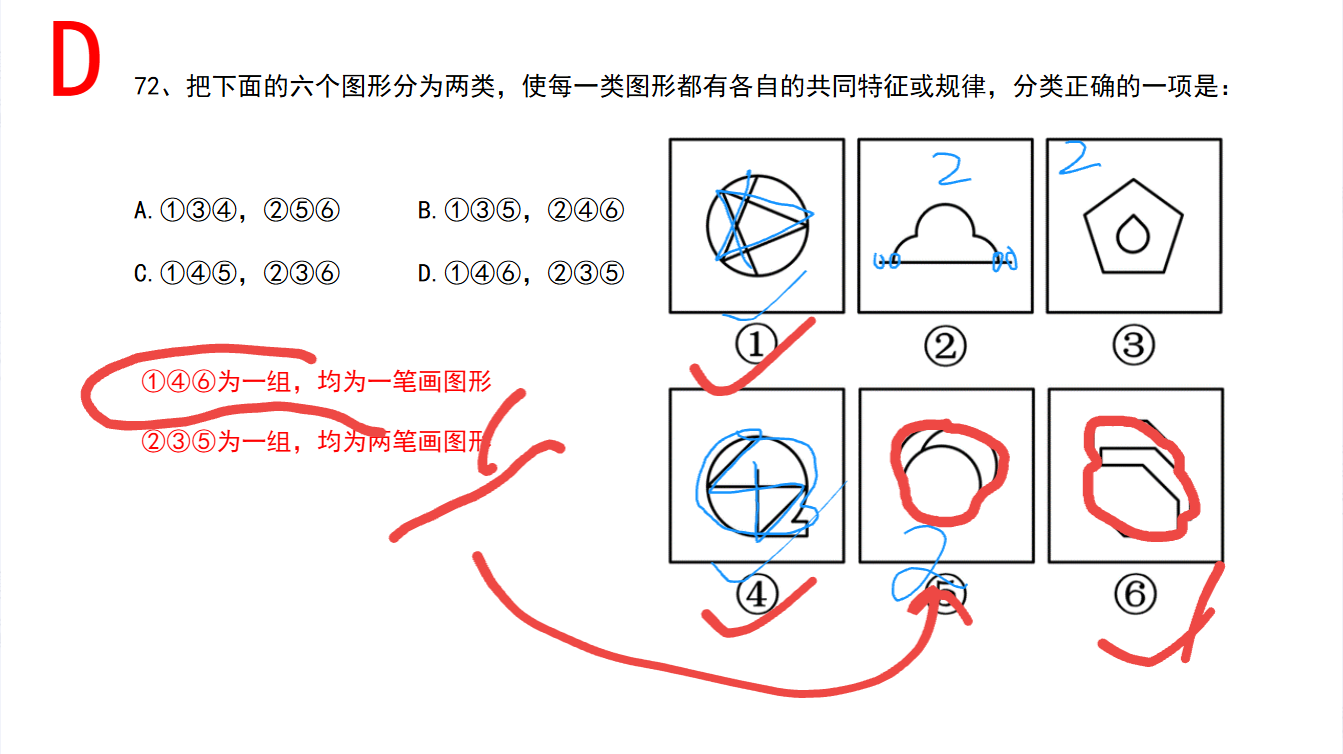 D
72、把下面的六个图形分为两类，使每一类图形都有各自的共同特征或规律，分类正确的一项是：
A.①③④，②⑤⑥ B.①③⑤，②④⑥
C.①④⑤，②③⑥ D.①④⑥，②③⑤
2 2
① ② ③
①④⑥为一组，均为一笔画图形
②③⑤为一组，均为两笔画图形
2
④ ⑤ ⑥